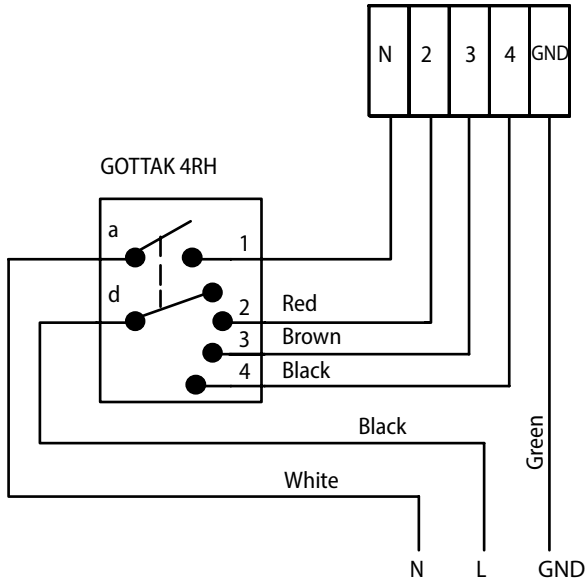 N 2 3 4 GND
GOTTAK 4RH
a
1
d
2 Red
3 Brown
4 Black
Black
Green
White
N L GND